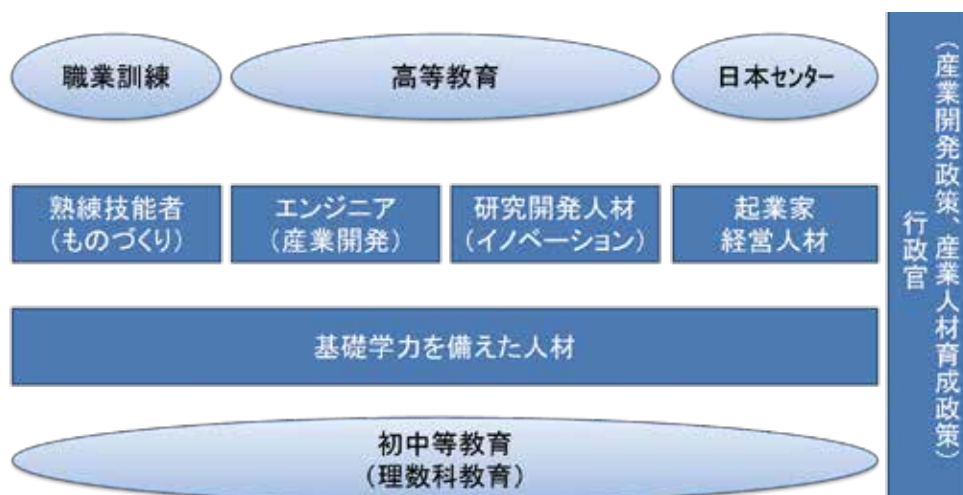 職業訓練
高等教育
日本センター
熟練技能者
(ものづくり)
エンジニア
(産業開発)
研究開発人材
(イノベーション)
起業家
経営人材
基礎学力を備えた人材
初中等教育
(理数科教育)
行政官
(産業開発政策、産業人材育成政策)